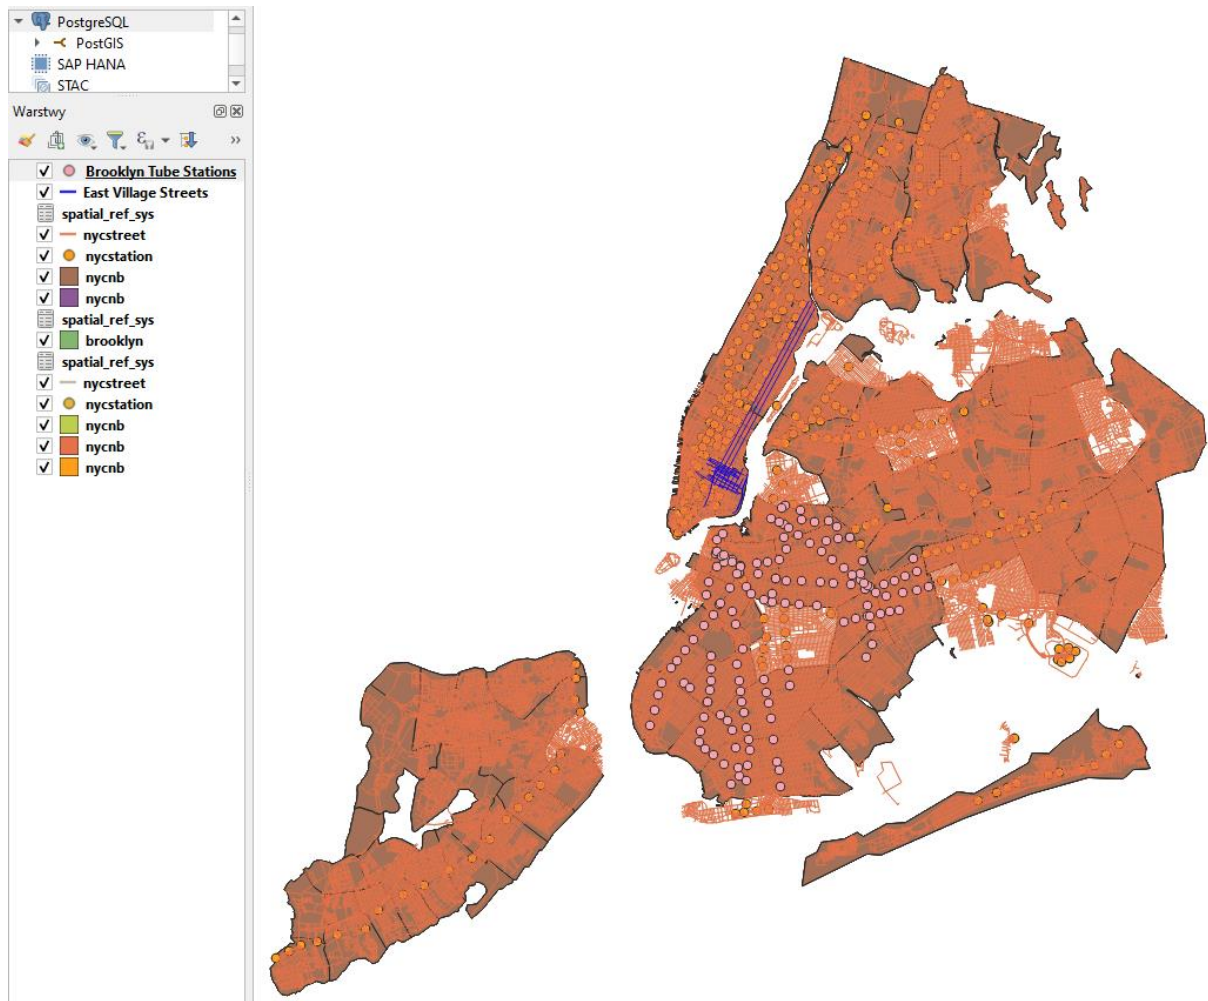 PostgreSQL
PostGIS
SAP HANA
STAC
Warstwy
Brooklyn Tube Stations
East Village Streets
spatial_ref_sys
nycstreet
nycstation
nycnb
nycnb
spatial_ref_sys
brooklyn
spatial_ref_sys
nycstreet
nycstation
nycnb
nycnb
nycnb